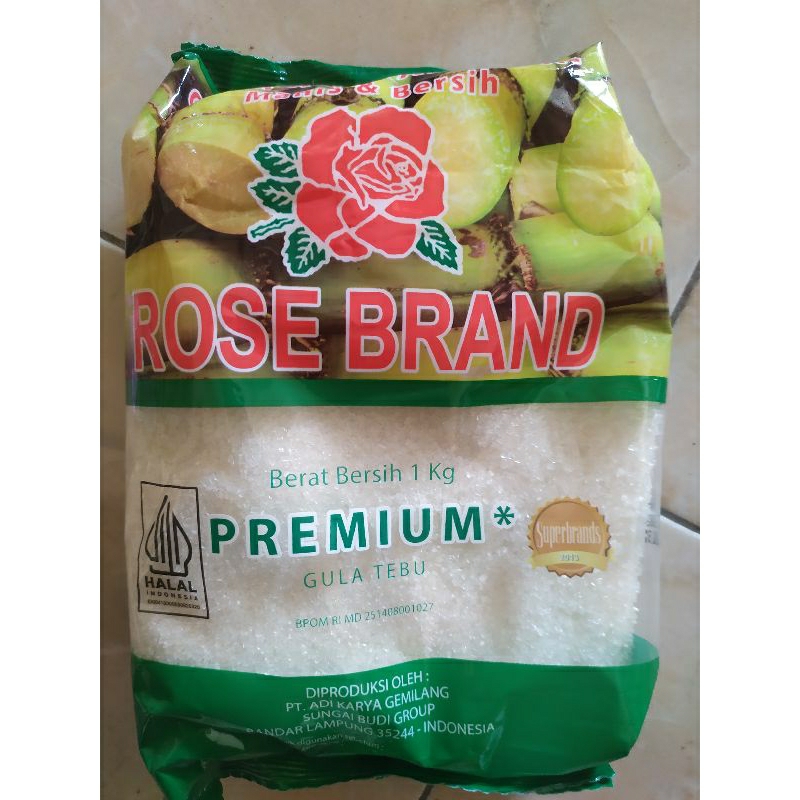 Manis & Bersih
ROSE BRAND
Berat Bersih 1 Kg
PREMIUM*
GULA TEBU
HALAL
INDONESIA
Superbrands
BPOM RI MD 251408001027
DIPRODUKSI OLEH :
PT. ADI KARYA GEMILANG
SUNGAI BUDI GROUP
BANDAR LAMPUNG 35244 - INDONESIA